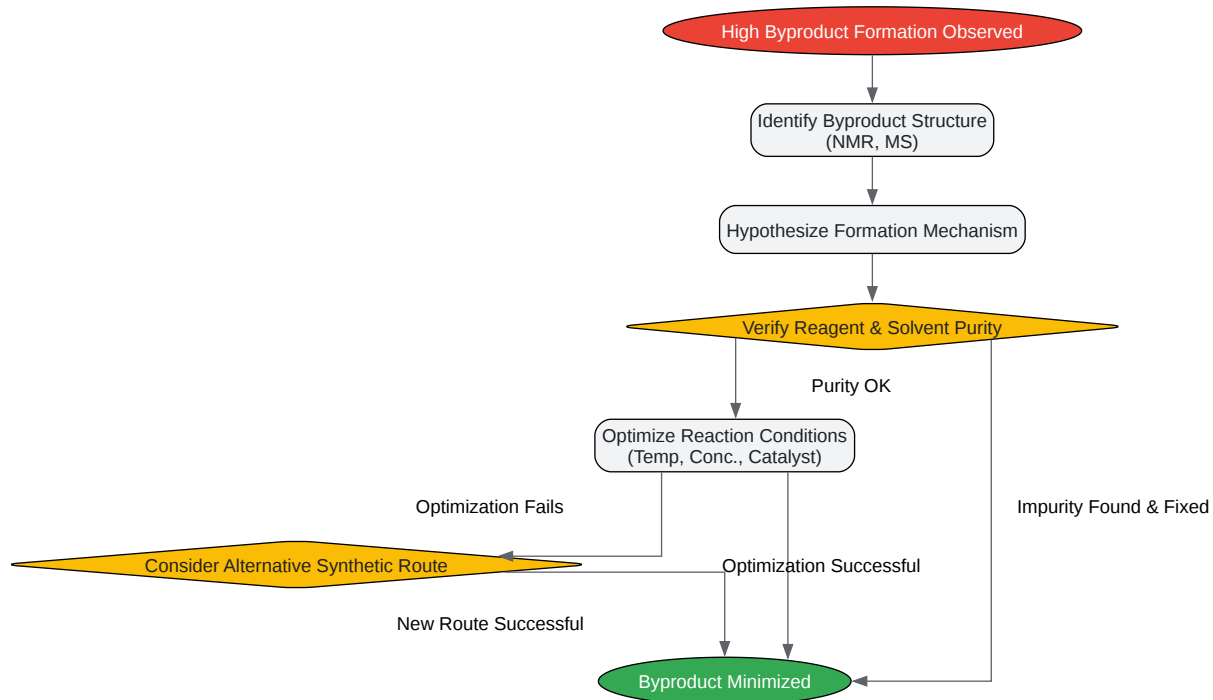 High Byproduct Formation Observed
Identify Byproduct Structure
(NMR, MS)
Hypothesize Formation Mechanism
Verify Reagent & Solvent Purity
Purity OK
Optimize Reaction Conditions
(Temp, Conc., Catalyst)
Optimization Fails
Impurity Found & Fixed
Consider Alternative Synthetic Route
Optimization Successful
New Route Successful
Byproduct Minimized